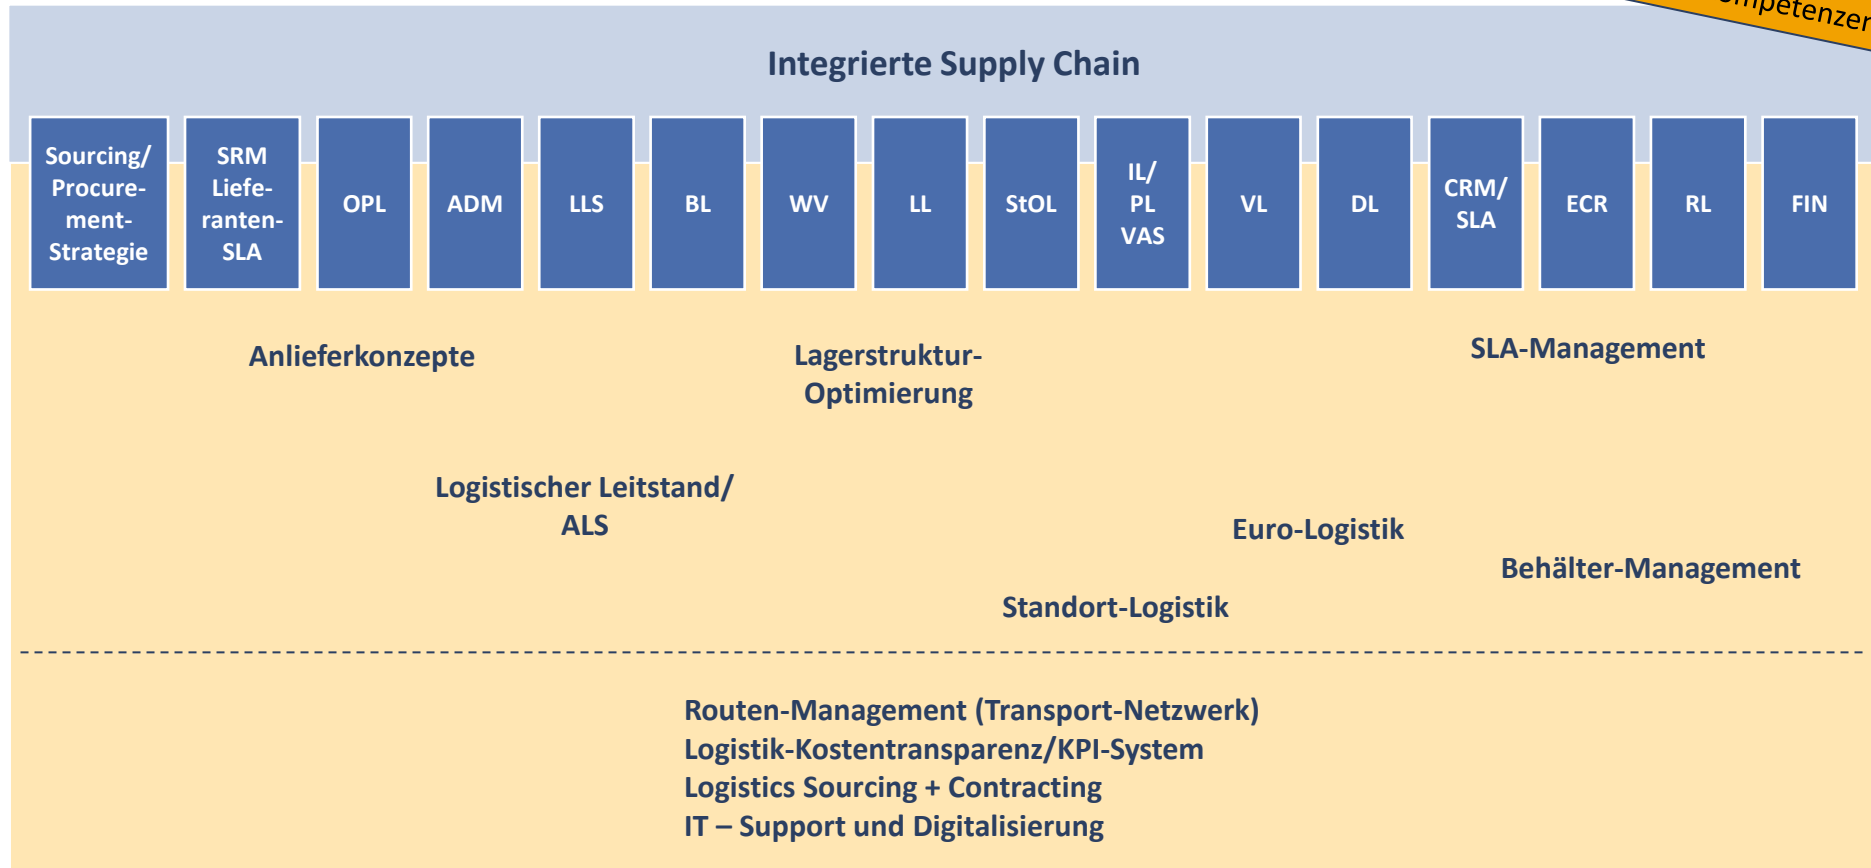 Integrierte Supply Chain
Sourcing/
Procure-
ment-
Strategie
SRM
Liefe-
ranten-
SLA
OPL
ADM
LLS
BL
WV
LL
StOL
IL/
PL
VAS
VL
DL
CRM/
SLA
ECR
RL
FIN
Anlieferkonzepte
Lagerstruktur-
Optimierung
SLA-Management
Logistischer Leitstand/
ALS
Euro-Logistik
Behälter-Management
Standort-Logistik
Routen-Management (Transport-Netzwerk)
Logistik-Kostentransparenz/KPI-System
Logistics Sourcing + Contracting
IT – Support und Digitalisierung